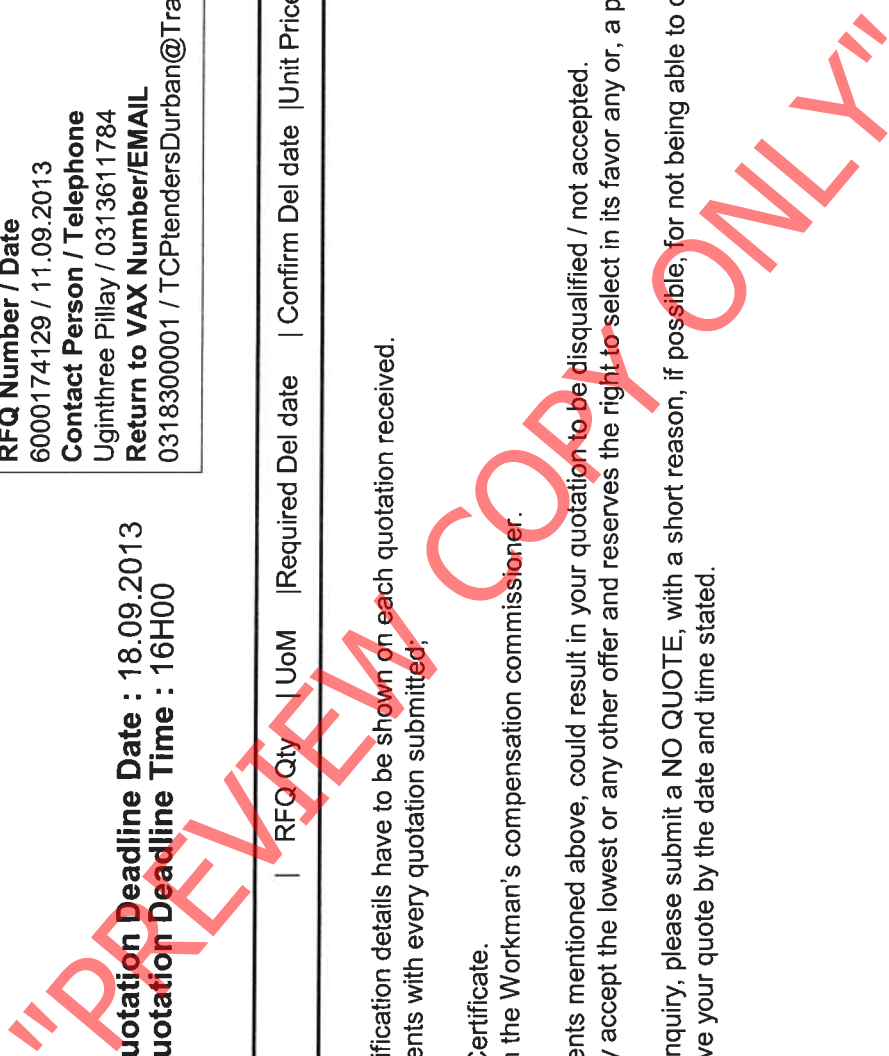 RFQ Number / Date
6000174129 / 11.09.2013
Contact Person / Telephone
Uginthree Pillay / 0313611784
Return to VAX Number/EMAIL
0318300001 / TCPtendersDurban@Tra
uotation Deadline Date : 18.09.2013
uotation Deadline Time : 16H00
| RFQ Qty | UoM |Required Del date | Confirm Del date |Unit Price
ification details have to be shown on each quotation received.
ents with every quotation submitted;
Certificate.
the Workman's compensation commissioner.
ents mentioned above, could result in your quotation to be disqualified / not accepted.
accept the lowest or any other offer and reserves the right to select in its favor any or, a p
nquiry, please submit a NO QUOTE, with a short reason, if possible, for not being able to
ve your quote by the date and time stated.
"PREVIEW COPY ONLY"